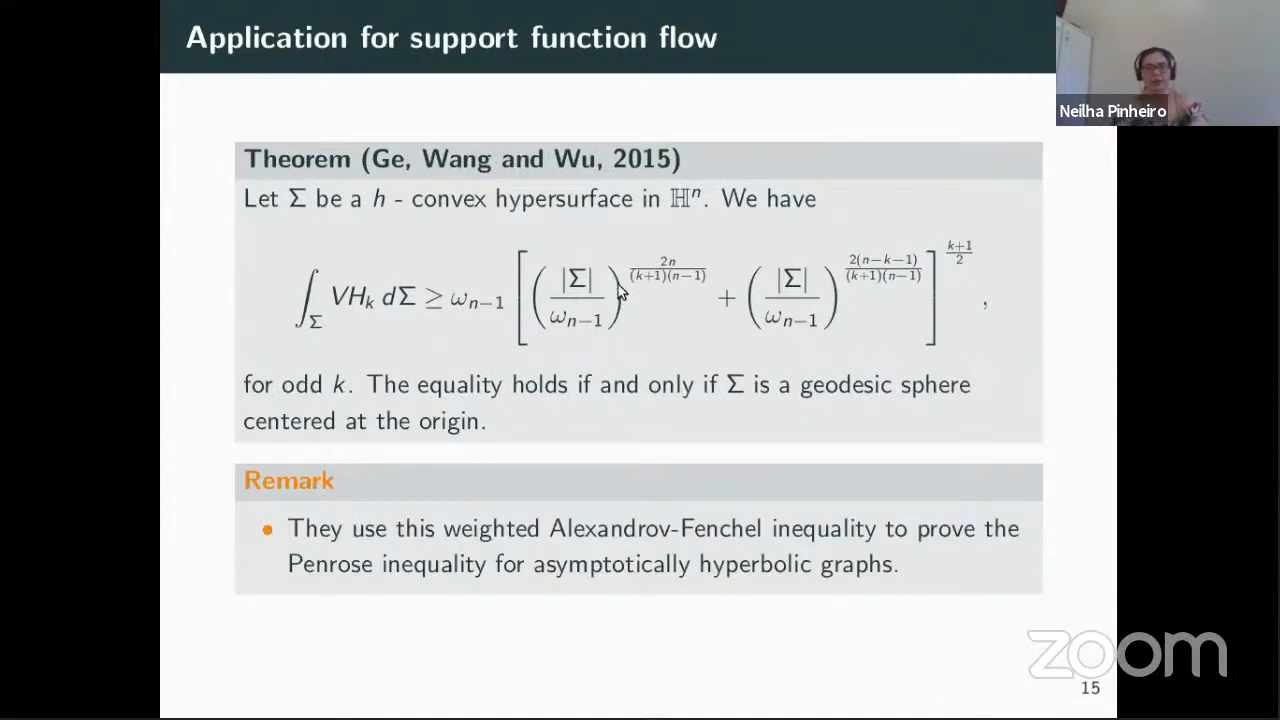 Application for support function flow
Neilha Pinheiro
Theorem (Ge, Wang and Wu, 2015)
Let Σ be a h - convex hypersurface in ℍⁿ. We have
∫_Σ VH_k dΣ ≥ ω_{n−1} [ ( |Σ| / ω_{n−1} )^{2n / (k+1)(n−1)} + ( |Σ| / ω_{n−1} )^{2(n−k−1) / (k+1)(n−1)} ]^{(k+1)/2} ,
for odd k. The equality holds if and only if Σ is a geodesic sphere
centered at the origin.
Remark
• They use this weighted Alexandrov-Fenchel inequality to prove the
Penrose inequality for asymptotically hyperbolic graphs.
zoom
15